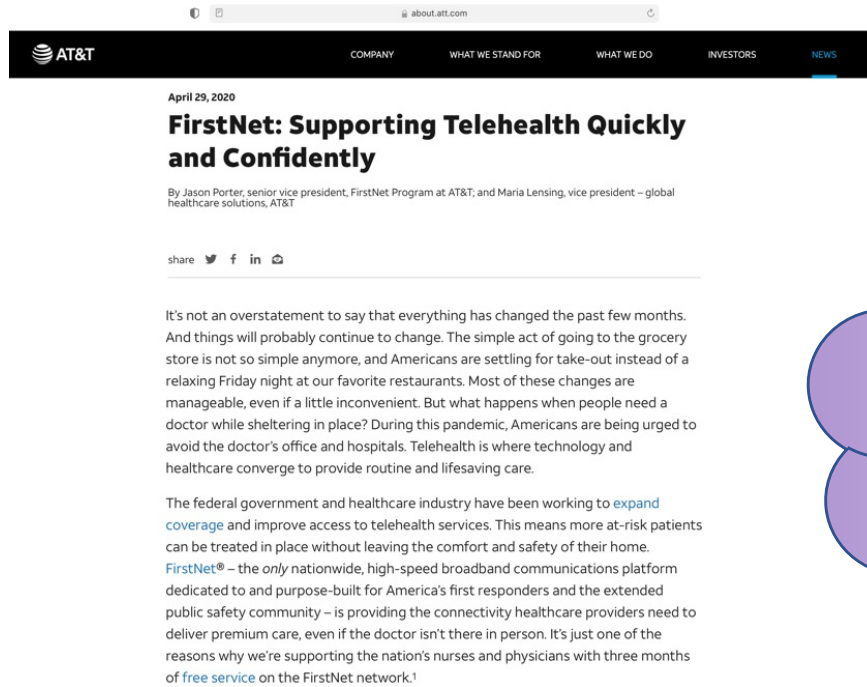 about.att.com
AT&T
COMPANY WHAT WE STAND FOR WHAT WE DO INVESTORS NEWS
April 29, 2020
FirstNet: Supporting Telehealth Quickly
and Confidently
By Jason Porter, senior vice president, FirstNet Program at AT&T; and Maria Lensing, vice president – global
healthcare solutions, AT&T
share
It's not an overstatement to say that everything has changed the past few months.
And things will probably continue to change. The simple act of going to the grocery
store is not so simple anymore, and Americans are settling for take-out instead of a
relaxing Friday night at our favorite restaurants. Most of these changes are
manageable, even if a little inconvenient. But what happens when people need a
doctor while sheltering in place? During this pandemic, Americans are being urged to
avoid the doctor's office and hospitals. Telehealth is where technology and
healthcare converge to provide routine and lifesaving care.
The federal government and healthcare industry have been working to expand
coverage and improve access to telehealth services. This means more at-risk patients
can be treated in place without leaving the comfort and safety of their home.
FirstNet® – the only nationwide, high-speed broadband communications platform
dedicated to and purpose-built for America's first responders and the extended
public safety community – is providing the connectivity healthcare providers need to
deliver premium care, even if the doctor isn't there in person. It's just one of the
reasons why we're supporting the nation's nurses and physicians with three months
of free service on the FirstNet network.¹